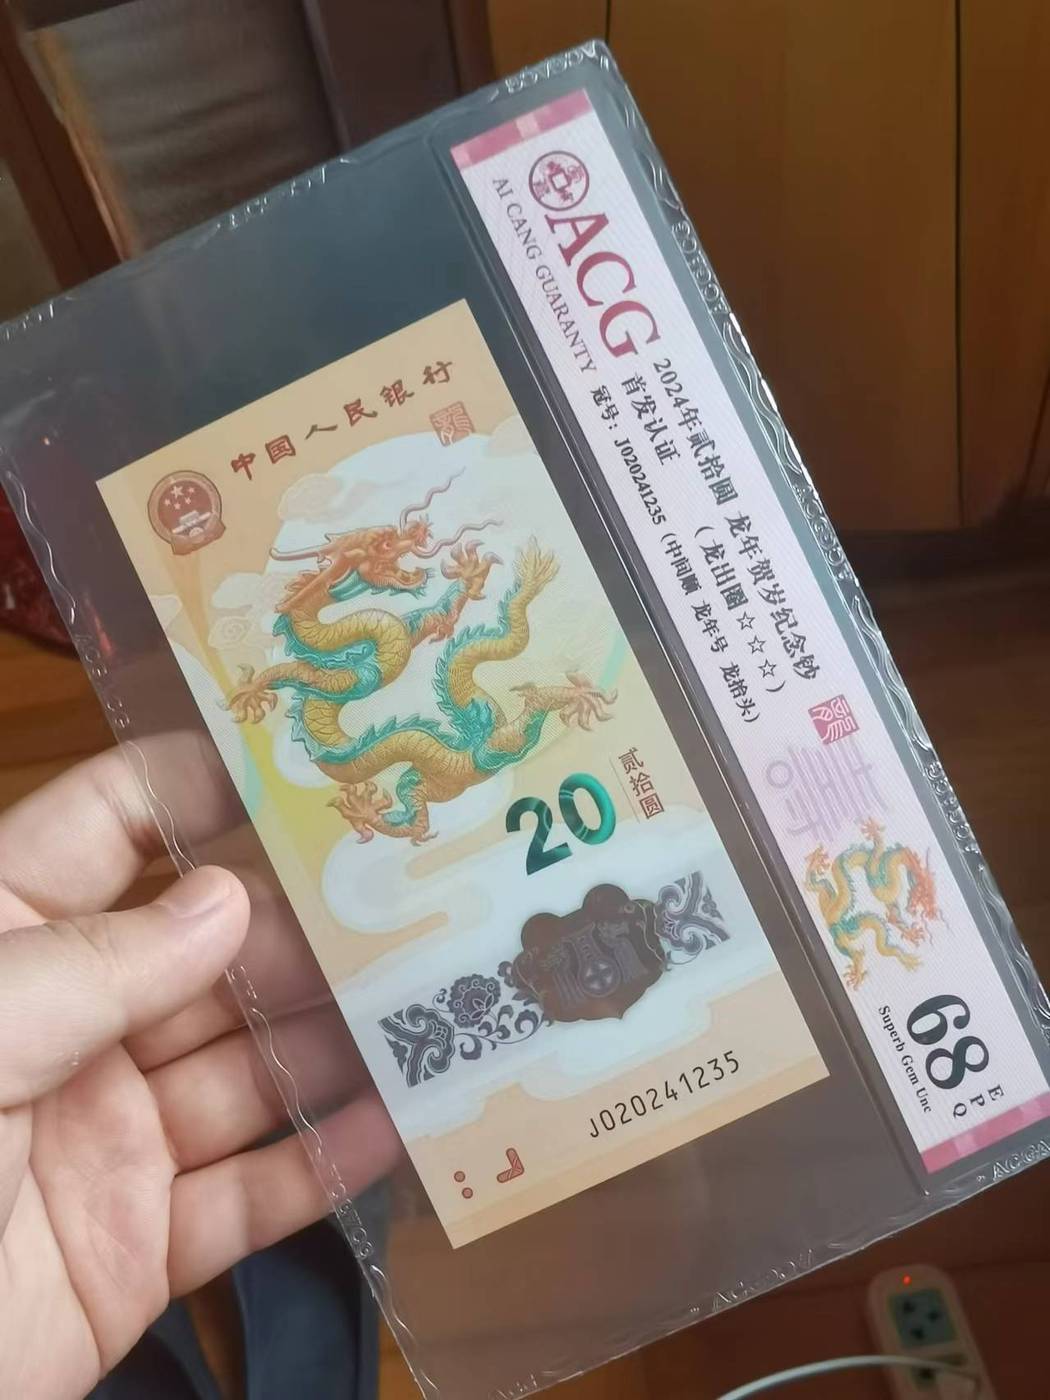 ACG
AI CANG GUARANTY
2024年贰拾圆 龙年贺岁纪念钞
首发认证 (龙出圈☆☆☆)
冠号:J020241235(中间顺 龙年号 龙抬头)
68
EPQ
Superb Gem Unc
中国人民银行
20
贰拾圆
J020241235